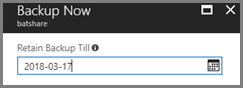 Backup Now
batshare
Retain Backup Till
2018-03-17